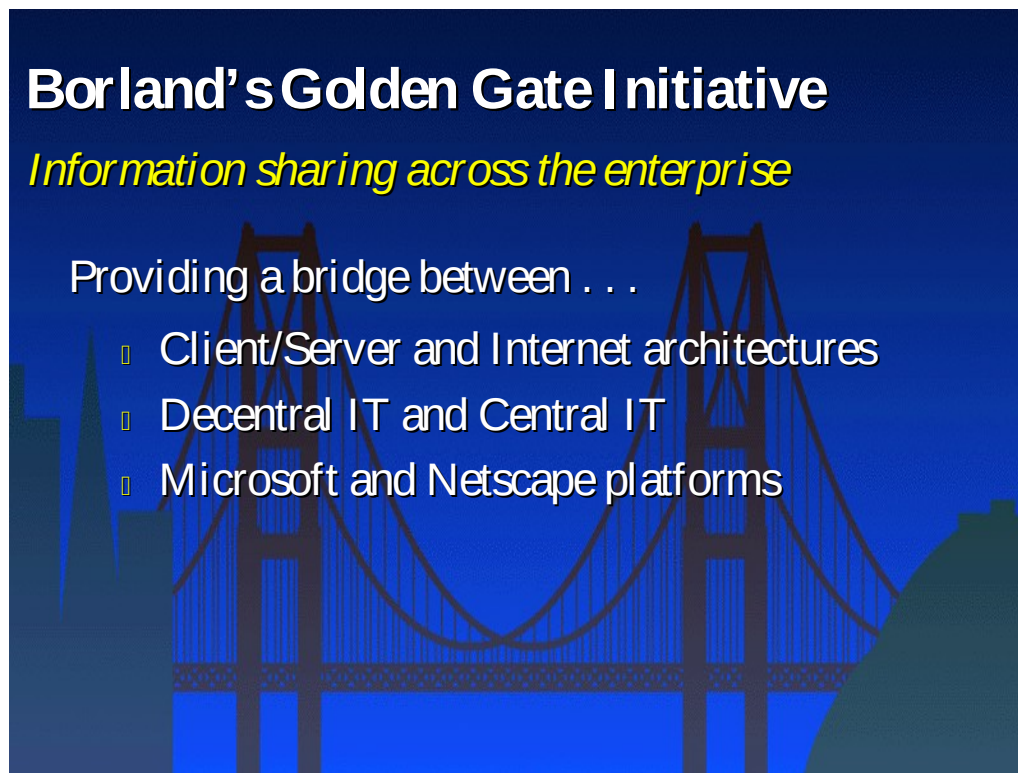 Borland’s Golden Gate Initiative
Information sharing across the enterprise
Providing a bridge between . . .
Client/Server and Internet architectures
Decentral IT and Central IT
Microsoft and Netscape platforms